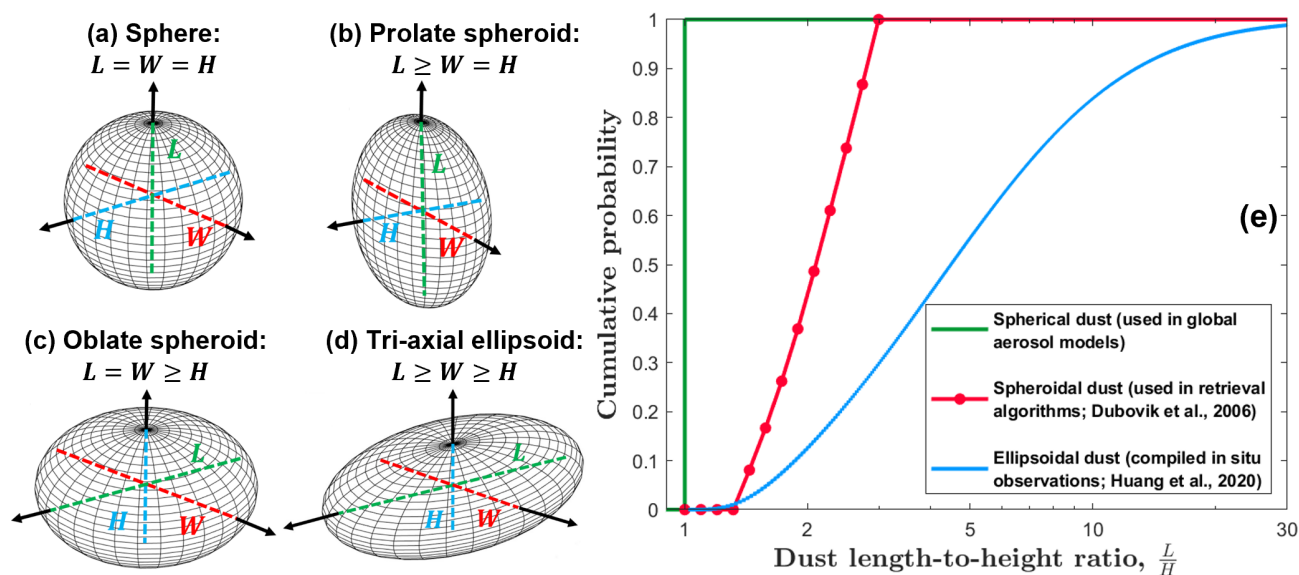 (a) Sphere:
L = W = H
L
H
W
(b) Prolate spheroid:
L ≥ W = H
L
H
W
(c) Oblate spheroid:
L = W ≥ H
L
H
W
(d) Tri-axial ellipsoid:
L ≥ W ≥ H
L
H
W
Cumulative probability
1
0.9
0.8
0.7
0.6
0.5
0.4
0.3
0.2
0.1
0
(e)
Spherical dust (used in global
aerosol models)
Spheroidal dust (used in retrieval
algorithms; Dubovik et al., 2006)
Ellipsoidal dust (compiled in situ
observations; Huang et al., 2020)
1
2
5
10
20
30
Dust length-to-height ratio, L/H